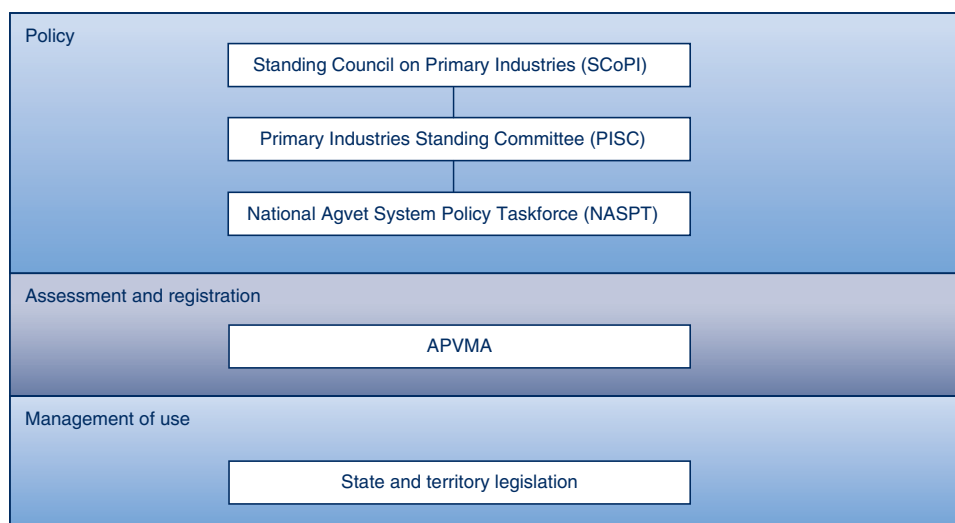 Policy
Standing Council on Primary Industries (SCoPI)
Primary Industries Standing Committee (PISC)
National Agvet System Policy Taskforce (NASPT)
Assessment and registration
APVMA
Management of use
State and territory legislation